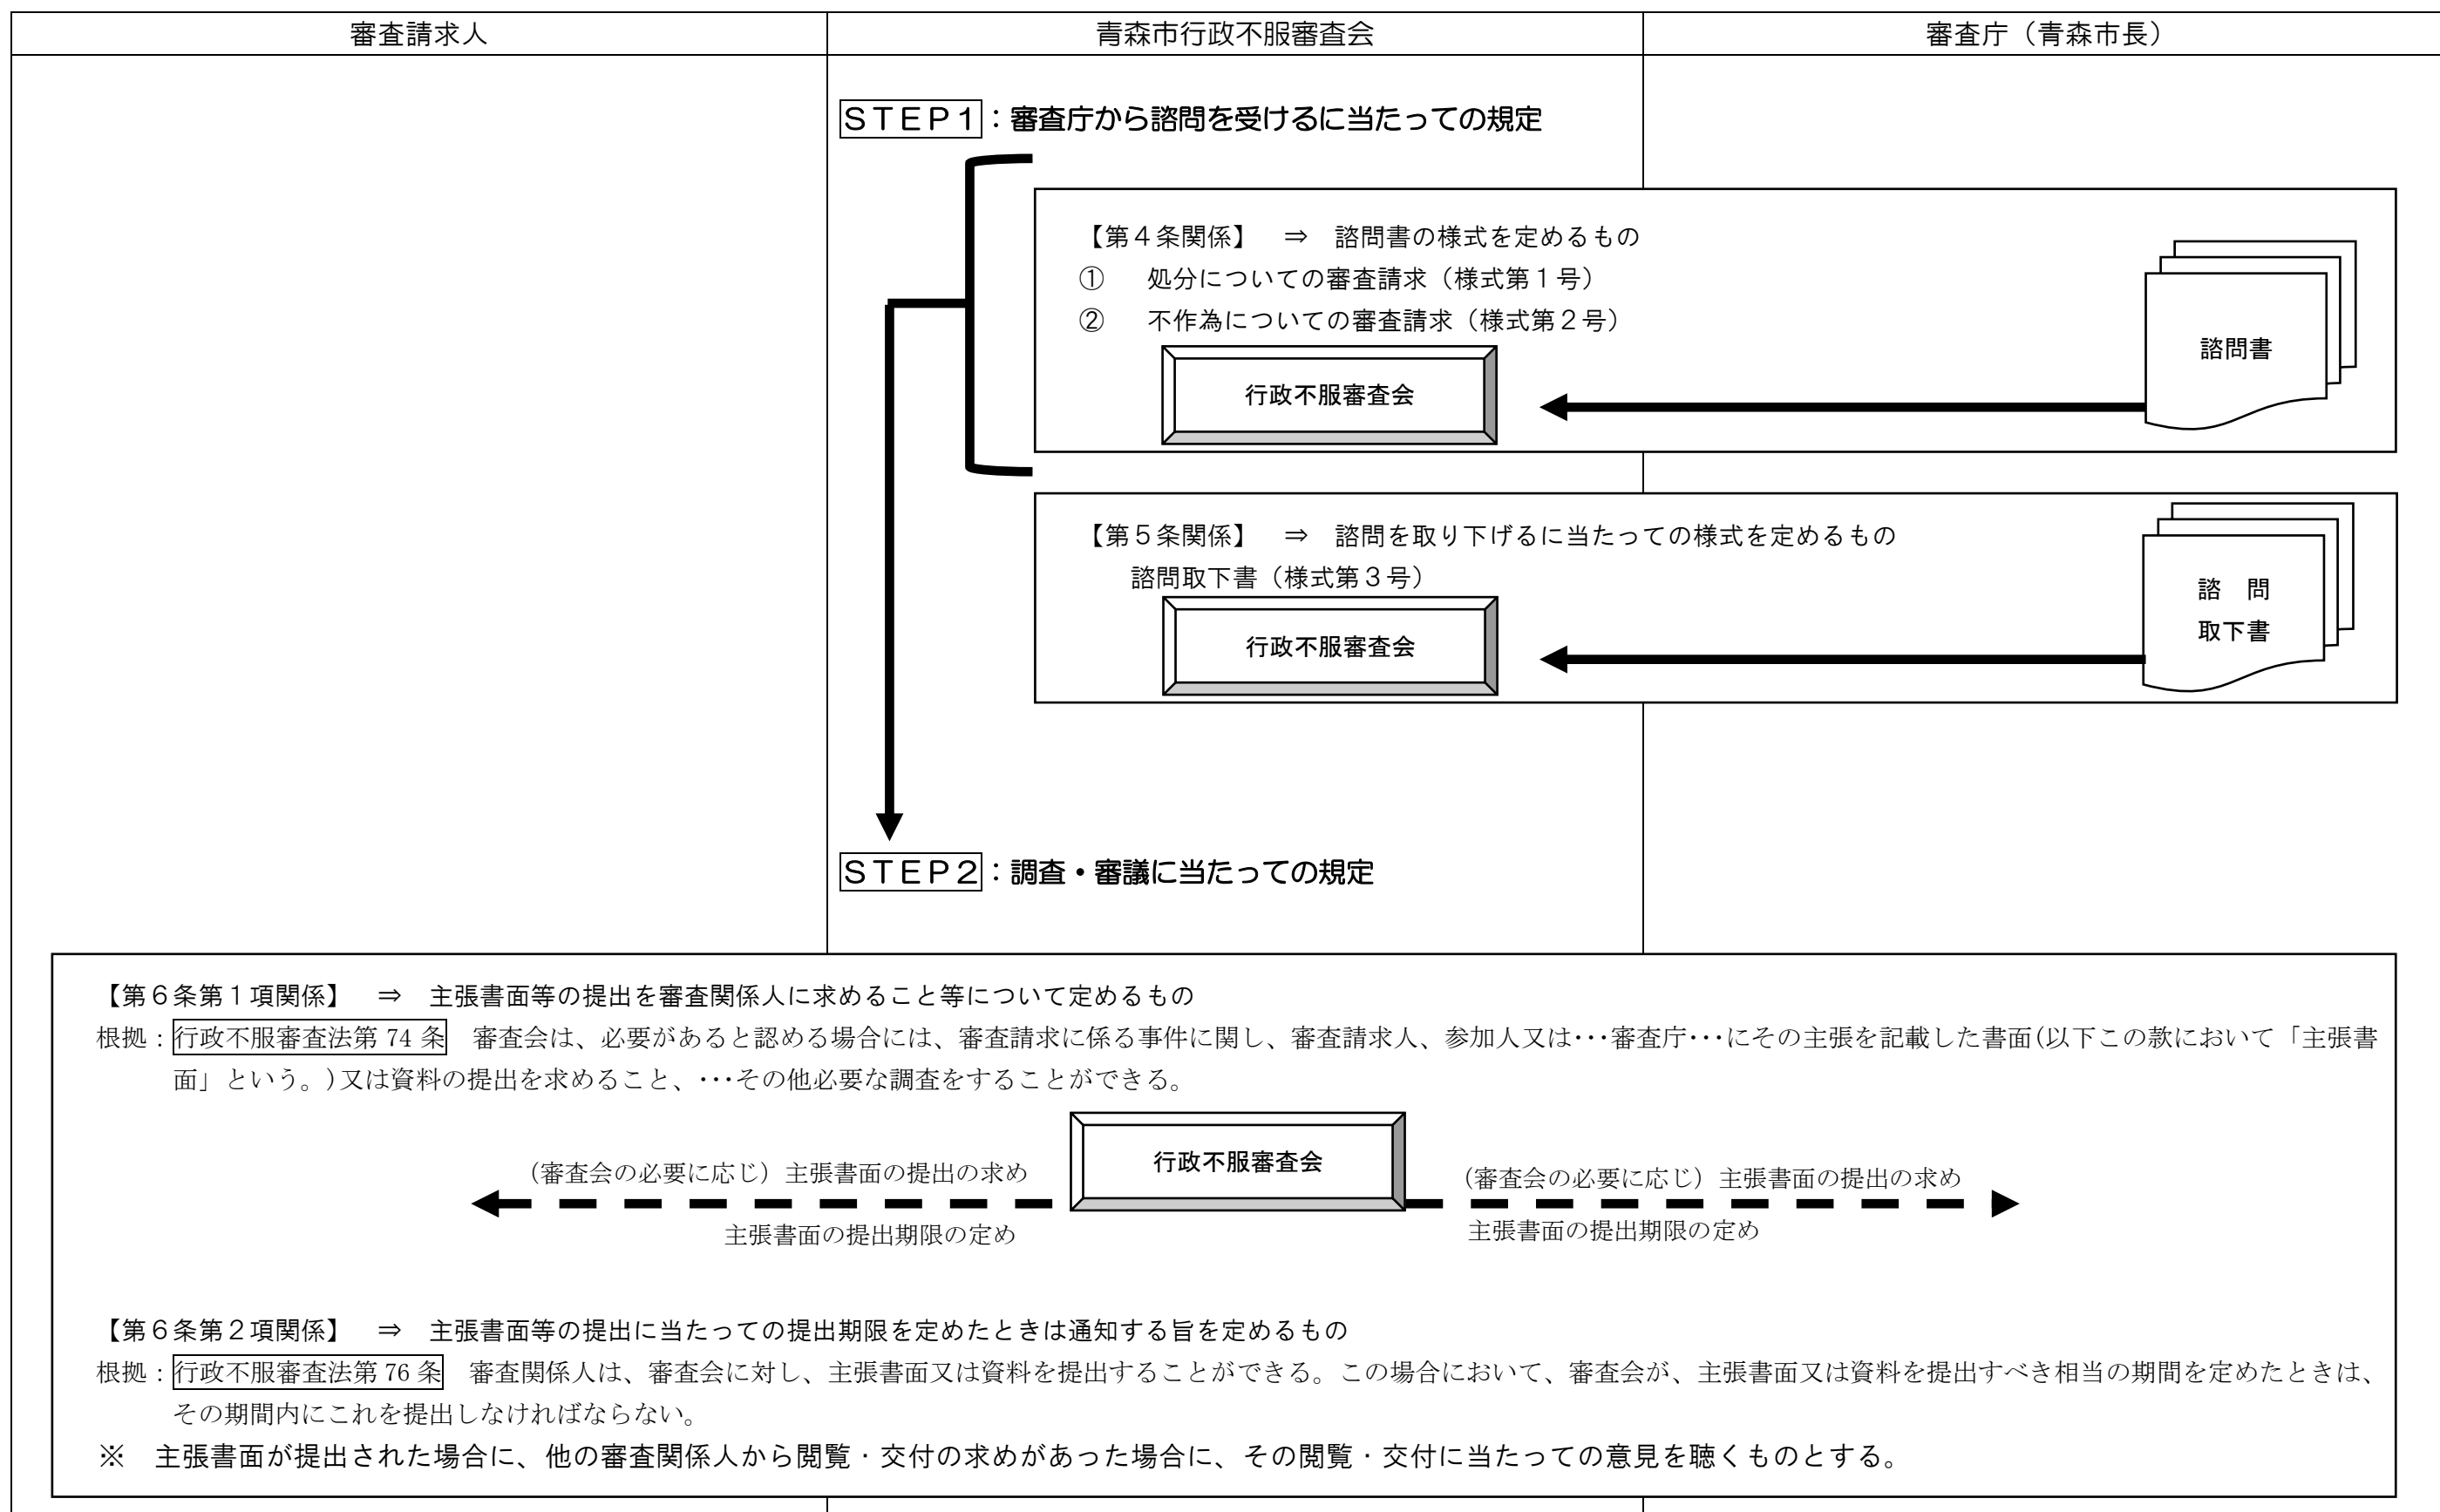 審査請求人
青森市行政不服審査会
審査庁（青森市長）
ＳＴＥＰ１：審査庁から諮問を受けるに当たっての規定
【第４条関係】　⇒　諮問書の様式を定めるもの
①　処分についての審査請求（様式第１号）
②　不作為についての審査請求（様式第２号）
諮問書
行政不服審査会
【第５条関係】　⇒　諮問を取り下げるに当たっての様式を定めるもの
諮問取下書（様式第３号）
諮　問
取下書
行政不服審査会
ＳＴＥＰ２：調査・審議に当たっての規定
【第６条第１項関係】　⇒　主張書面等の提出を審査関係人に求めること等について定めるもの
根拠：行政不服審査法第 74 条　審査会は、必要があると認める場合には、審査請求に係る事件に関し、審査請求人、参加人又は･･･審査庁･･･にその主張を記載した書面(以下この款において「主張書
面」という。)又は資料の提出を求めること、･･･その他必要な調査をすることができる。
行政不服審査会
（審査会の必要に応じ）主張書面の提出の求め
（審査会の必要に応じ）主張書面の提出の求め
主張書面の提出期限の定め
主張書面の提出期限の定め
【第６条第２項関係】　⇒　主張書面等の提出に当たっての提出期限を定めたときは通知する旨を定めるもの
根拠：行政不服審査法第 76 条　審査関係人は、審査会に対し、主張書面又は資料を提出することができる。この場合において、審査会が、主張書面又は資料を提出すべき相当の期間を定めたときは、
その期間内にこれを提出しなければならない。
※　主張書面が提出された場合に、他の審査関係人から閲覧・交付の求めがあった場合に、その閲覧・交付に当たっての意見を聴くものとする。